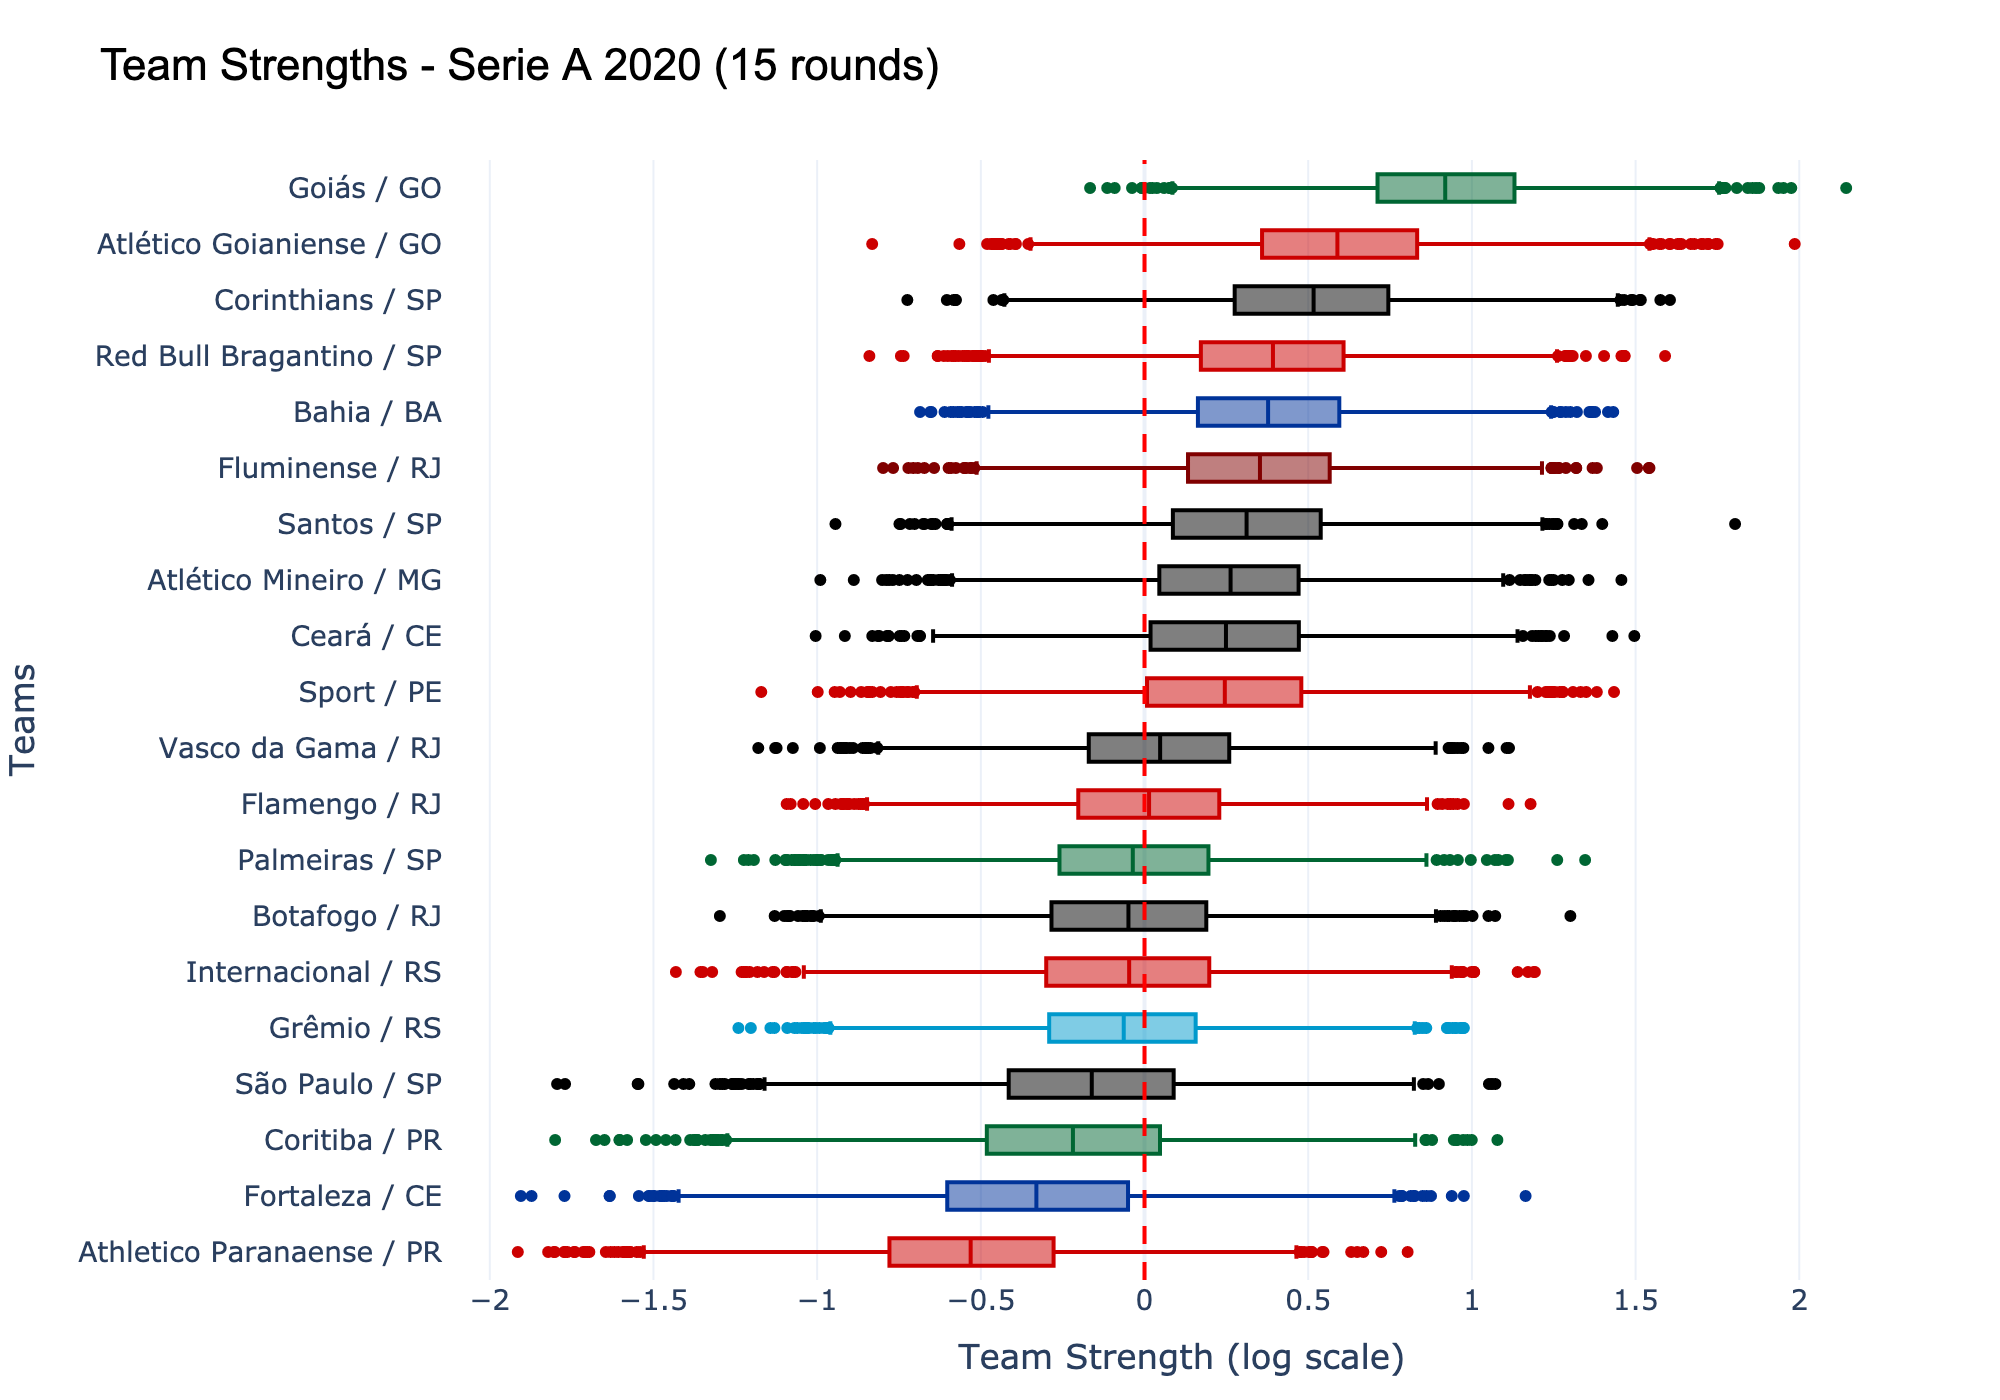 Team Strengths - Serie A 2020 (15 rounds)
Teams
Goiás / GO
Atlético Goianiense / GO
Corinthians / SP
Red Bull Bragantino / SP
Bahia / BA
Fluminense / RJ
Santos / SP
Atlético Mineiro / MG
Ceará / CE
Sport / PE
Vasco da Gama / RJ
Flamengo / RJ
Palmeiras / SP
Botafogo / RJ
Internacional / RS
Grêmio / RS
São Paulo / SP
Coritiba / PR
Fortaleza / CE
Athletico Paranaense / PR
−2 −1.5 −1 −0.5 0 0.5 1 1.5 2
Team Strength (log scale)